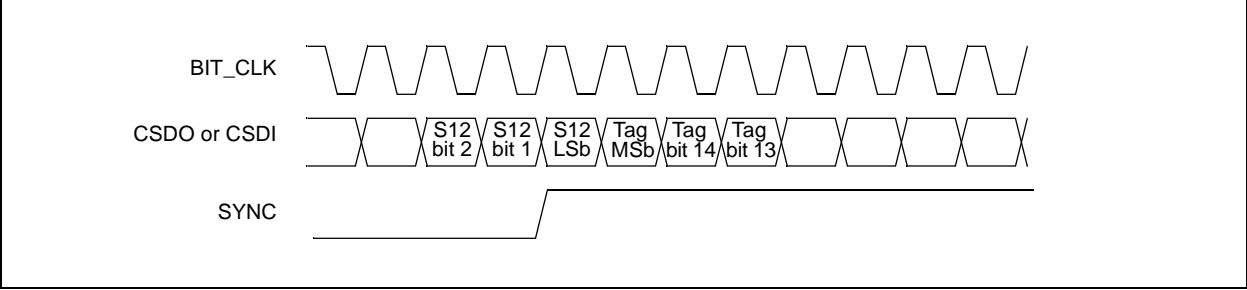 BIT_CLK
CSDO or CSDI
S12
bit 2
S12
bit 1
S12
LSb
Tag
MSb
Tag
bit 14
Tag
bit 13
SYNC